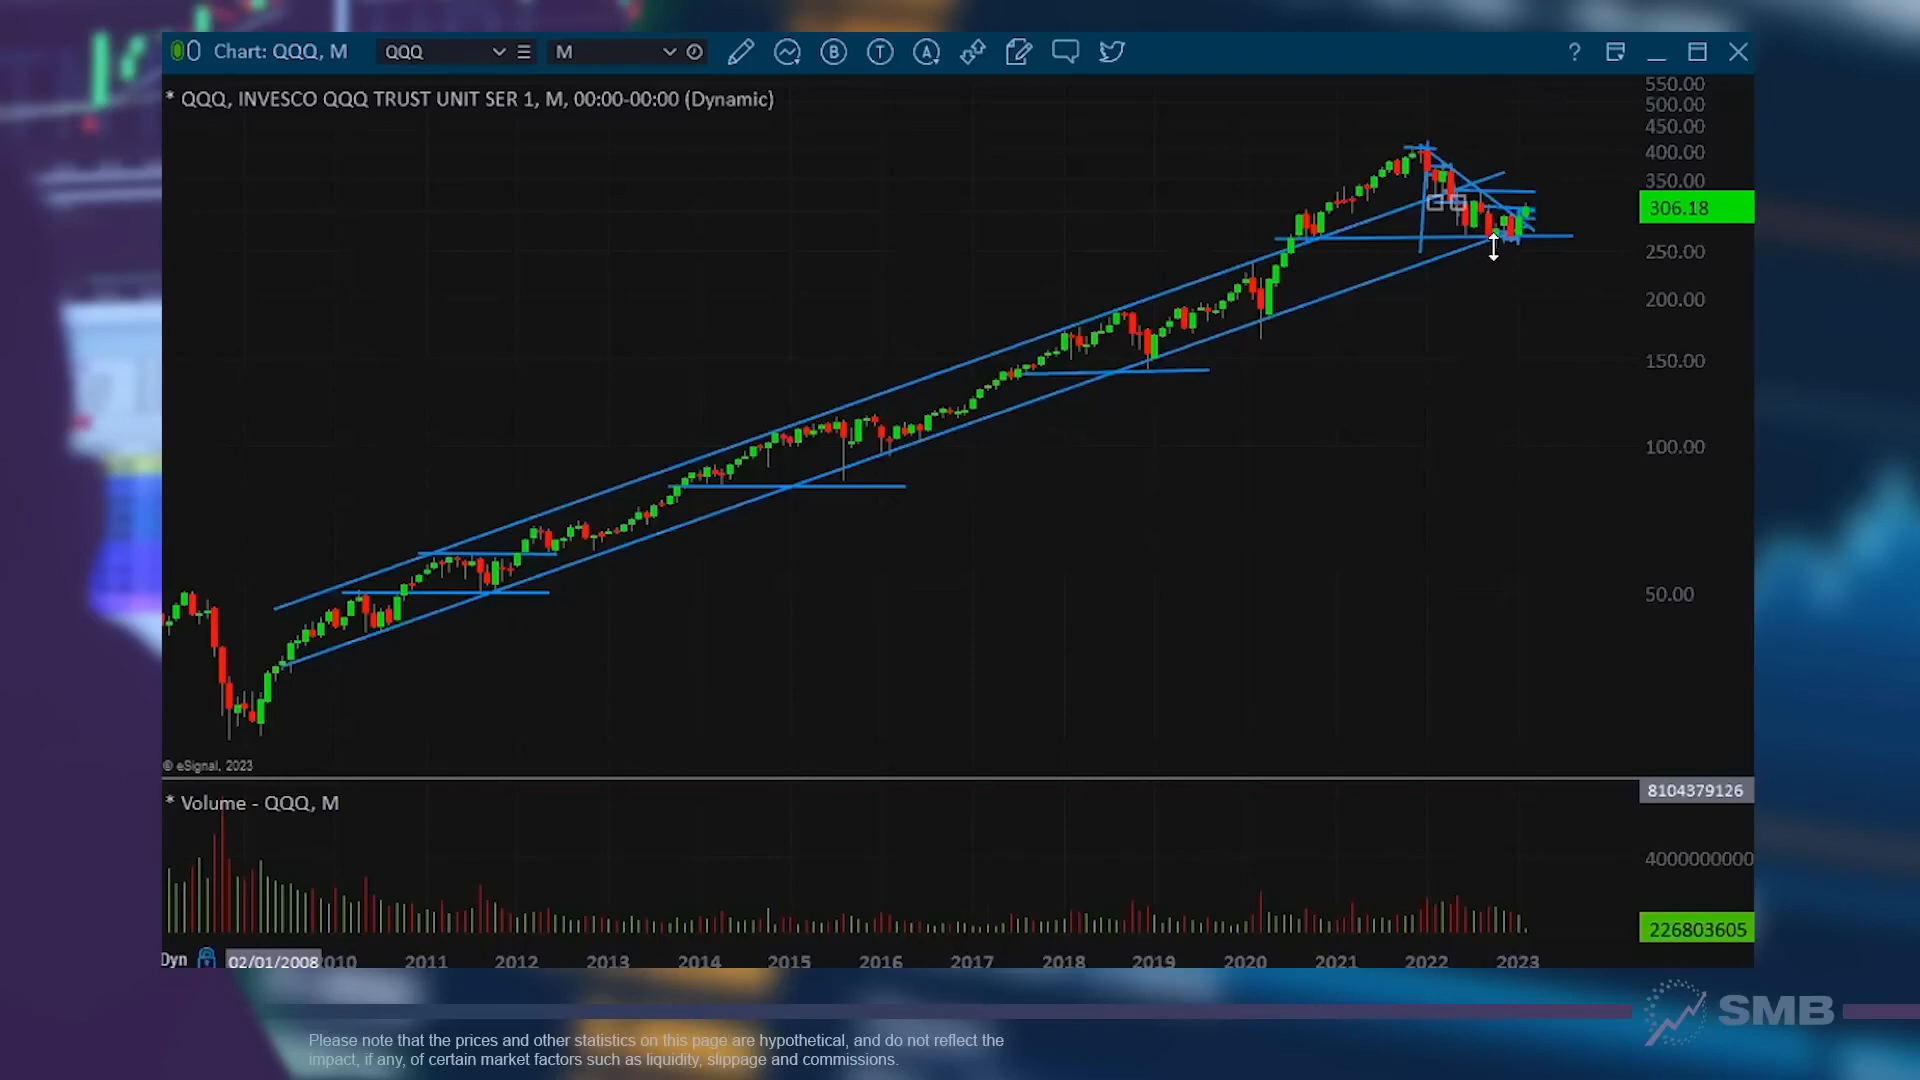 Chart: QQQ, M
QQQ
M
B
T
A
?
* QQQ, INVESCO QQQ TRUST UNIT SER 1, M, 00:00-00:00 (Dynamic)
550.00
500.00
450.00
400.00
350.00
306.18
250.00
200.00
150.00
100.00
50.00
© eSignal, 2023
* Volume - QQQ, M
8104379126
4000000000
226803605
Dyn 02/01/2008 010 2011 2012 2013 2014 2015 2016 2017 2018 2019 2020 2021 2022 2023
SMB
Please note that the prices and other statistics on this page are hypothetical, and do not reflect the
impact, if any, of certain market factors such as liquidity, slippage and commissions.